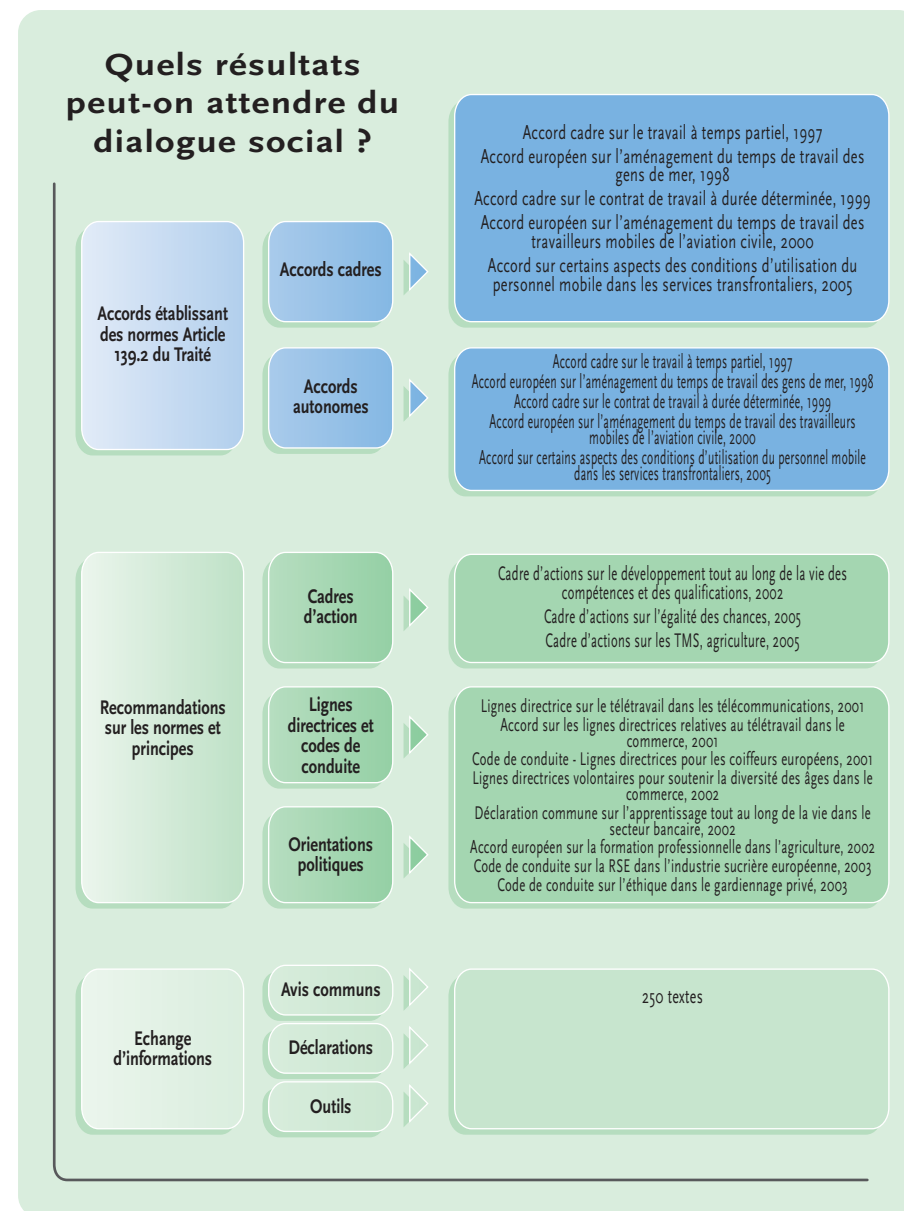 Quels résultats
peut-on attendre du
dialogue social ?
Accords établissant
des normes Article
139.2 du Traité
Accords cadres
Accord cadre sur le travail à temps partiel, 1997
Accord européen sur l'aménagement du temps de travail des
gens de mer, 1998
Accord cadre sur le contrat de travail à durée déterminée, 1999
Accord européen sur l'aménagement du temps de travail des
travailleurs mobiles de l'aviation civile, 2000
Accord sur certains aspects des conditions d'utilisation du
personnel mobile dans les services transfrontaliers, 2005
Accords
autonomes
Accord cadre sur le travail à temps partiel, 1997
Accord européen sur l'aménagement du temps de travail des gens de mer, 1998
Accord cadre sur le contrat de travail à durée déterminée, 1999
Accord européen sur l'aménagement du temps de travail des travailleurs
mobiles de l'aviation civile, 2000
Accord sur certains aspects des conditions d'utilisation du personnel mobile
dans les services transfrontaliers, 2005
Recommandations
sur les normes et
principes
Cadres
d'action
Cadre d'actions sur le développement tout au long de la vie des
compétences et des qualifications, 2002
Cadre d'actions sur l'égalité des chances, 2005
Cadre d'actions sur les TMS, agriculture, 2005
Lignes
directrices et
codes de
conduite
Orientations
politiques
Lignes directrice sur le télétravail dans les télécommunications, 2001
Accord sur les lignes directrices relatives au télétravail dans le
commerce, 2001
Code de conduite - Lignes directrices pour les coiffeurs européens, 2001
Lignes directrices volontaires pour soutenir la diversité des âges dans le
commerce, 2002
Déclaration commune sur l'apprentissage tout au long de la vie dans le
secteur bancaire, 2002
Accord européen sur la formation professionnelle dans l'agriculture, 2002
Code de conduite sur la RSE dans l'industrie sucrière européenne, 2003
Code de conduite sur l'éthique dans le gardiennage privé, 2003
Echange
d'informations
Avis communs
Déclarations
Outils
250 textes